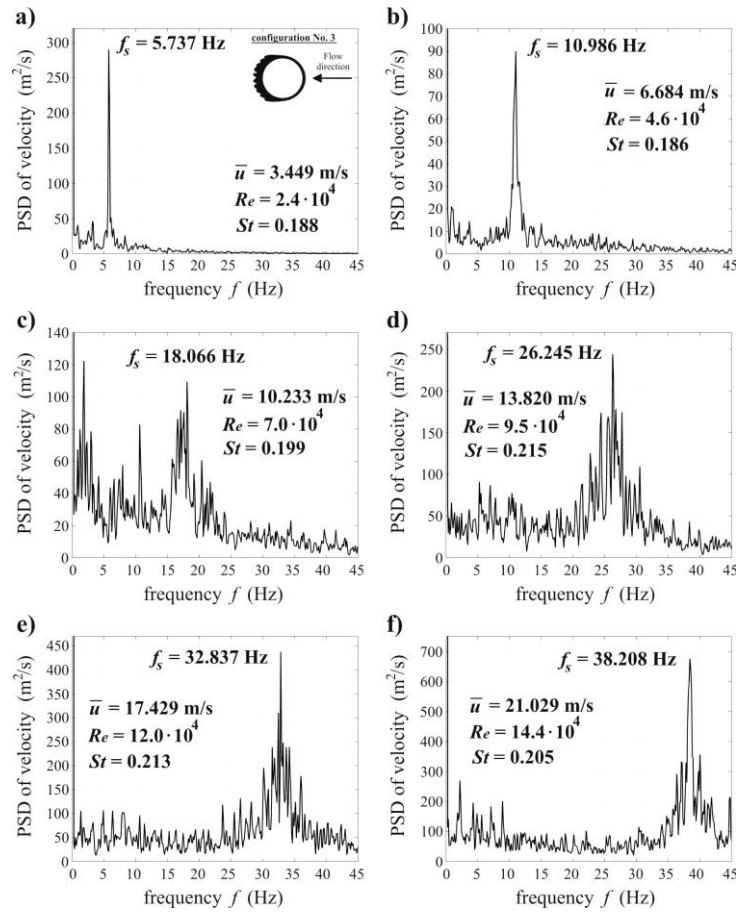 a)
f_s = 5.737 Hz
configuration No. 3
Flow
direction
u̅ = 3.449 m/s
Re = 2.4·10⁴
St = 0.188
PSD of velocity (m²/s)
300
250
200
150
100
50
0
0 5 10 15 20 25 30 35 40 45
frequency f (Hz)
b)
f_s = 10.986 Hz
u̅ = 6.684 m/s
Re = 4.6·10⁴
St = 0.186
PSD of velocity (m²/s)
100
90
80
70
60
50
40
30
20
10
0
0 5 10 15 20 25 30 35 40 45
frequency f (Hz)
c)
f_s = 18.066 Hz
u̅ = 10.233 m/s
Re = 7.0·10⁴
St = 0.199
PSD of velocity (m²/s)
140
120
100
80
60
40
20
0
0 5 10 15 20 25 30 35 40 45
frequency f (Hz)
d)
f_s = 26.245 Hz
u̅ = 13.820 m/s
Re = 9.5·10⁴
St = 0.215
PSD of velocity (m²/s)
250
200
150
100
50
0
0 5 10 15 20 25 30 35 40 45
frequency f (Hz)
e)
f_s = 32.837 Hz
u̅ = 17.429 m/s
Re = 12.0·10⁴
St = 0.213
PSD of velocity (m²/s)
450
400
350
300
250
200
150
100
50
0
0 5 10 15 20 25 30 35 40 45
frequency f (Hz)
f)
f_s = 38.208 Hz
u̅ = 21.029 m/s
Re = 14.4·10⁴
St = 0.205
PSD of velocity (m²/s)
700
600
500
400
300
200
100
0
0 5 10 15 20 25 30 35 40 45
frequency f (Hz)